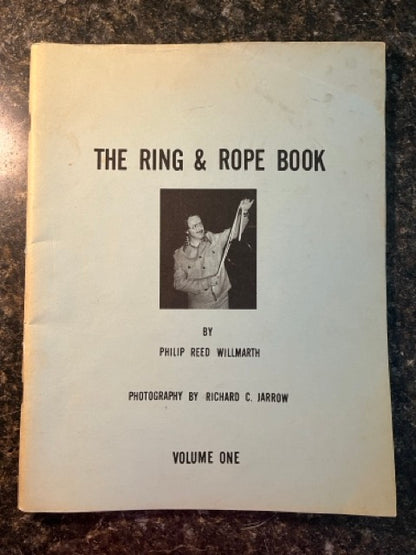 THE RING & ROPE BOOK
BY
PHILIP REED WILLMARTH
PHOTOGRAPHY BY RICHARD C. JARROW
VOLUME ONE